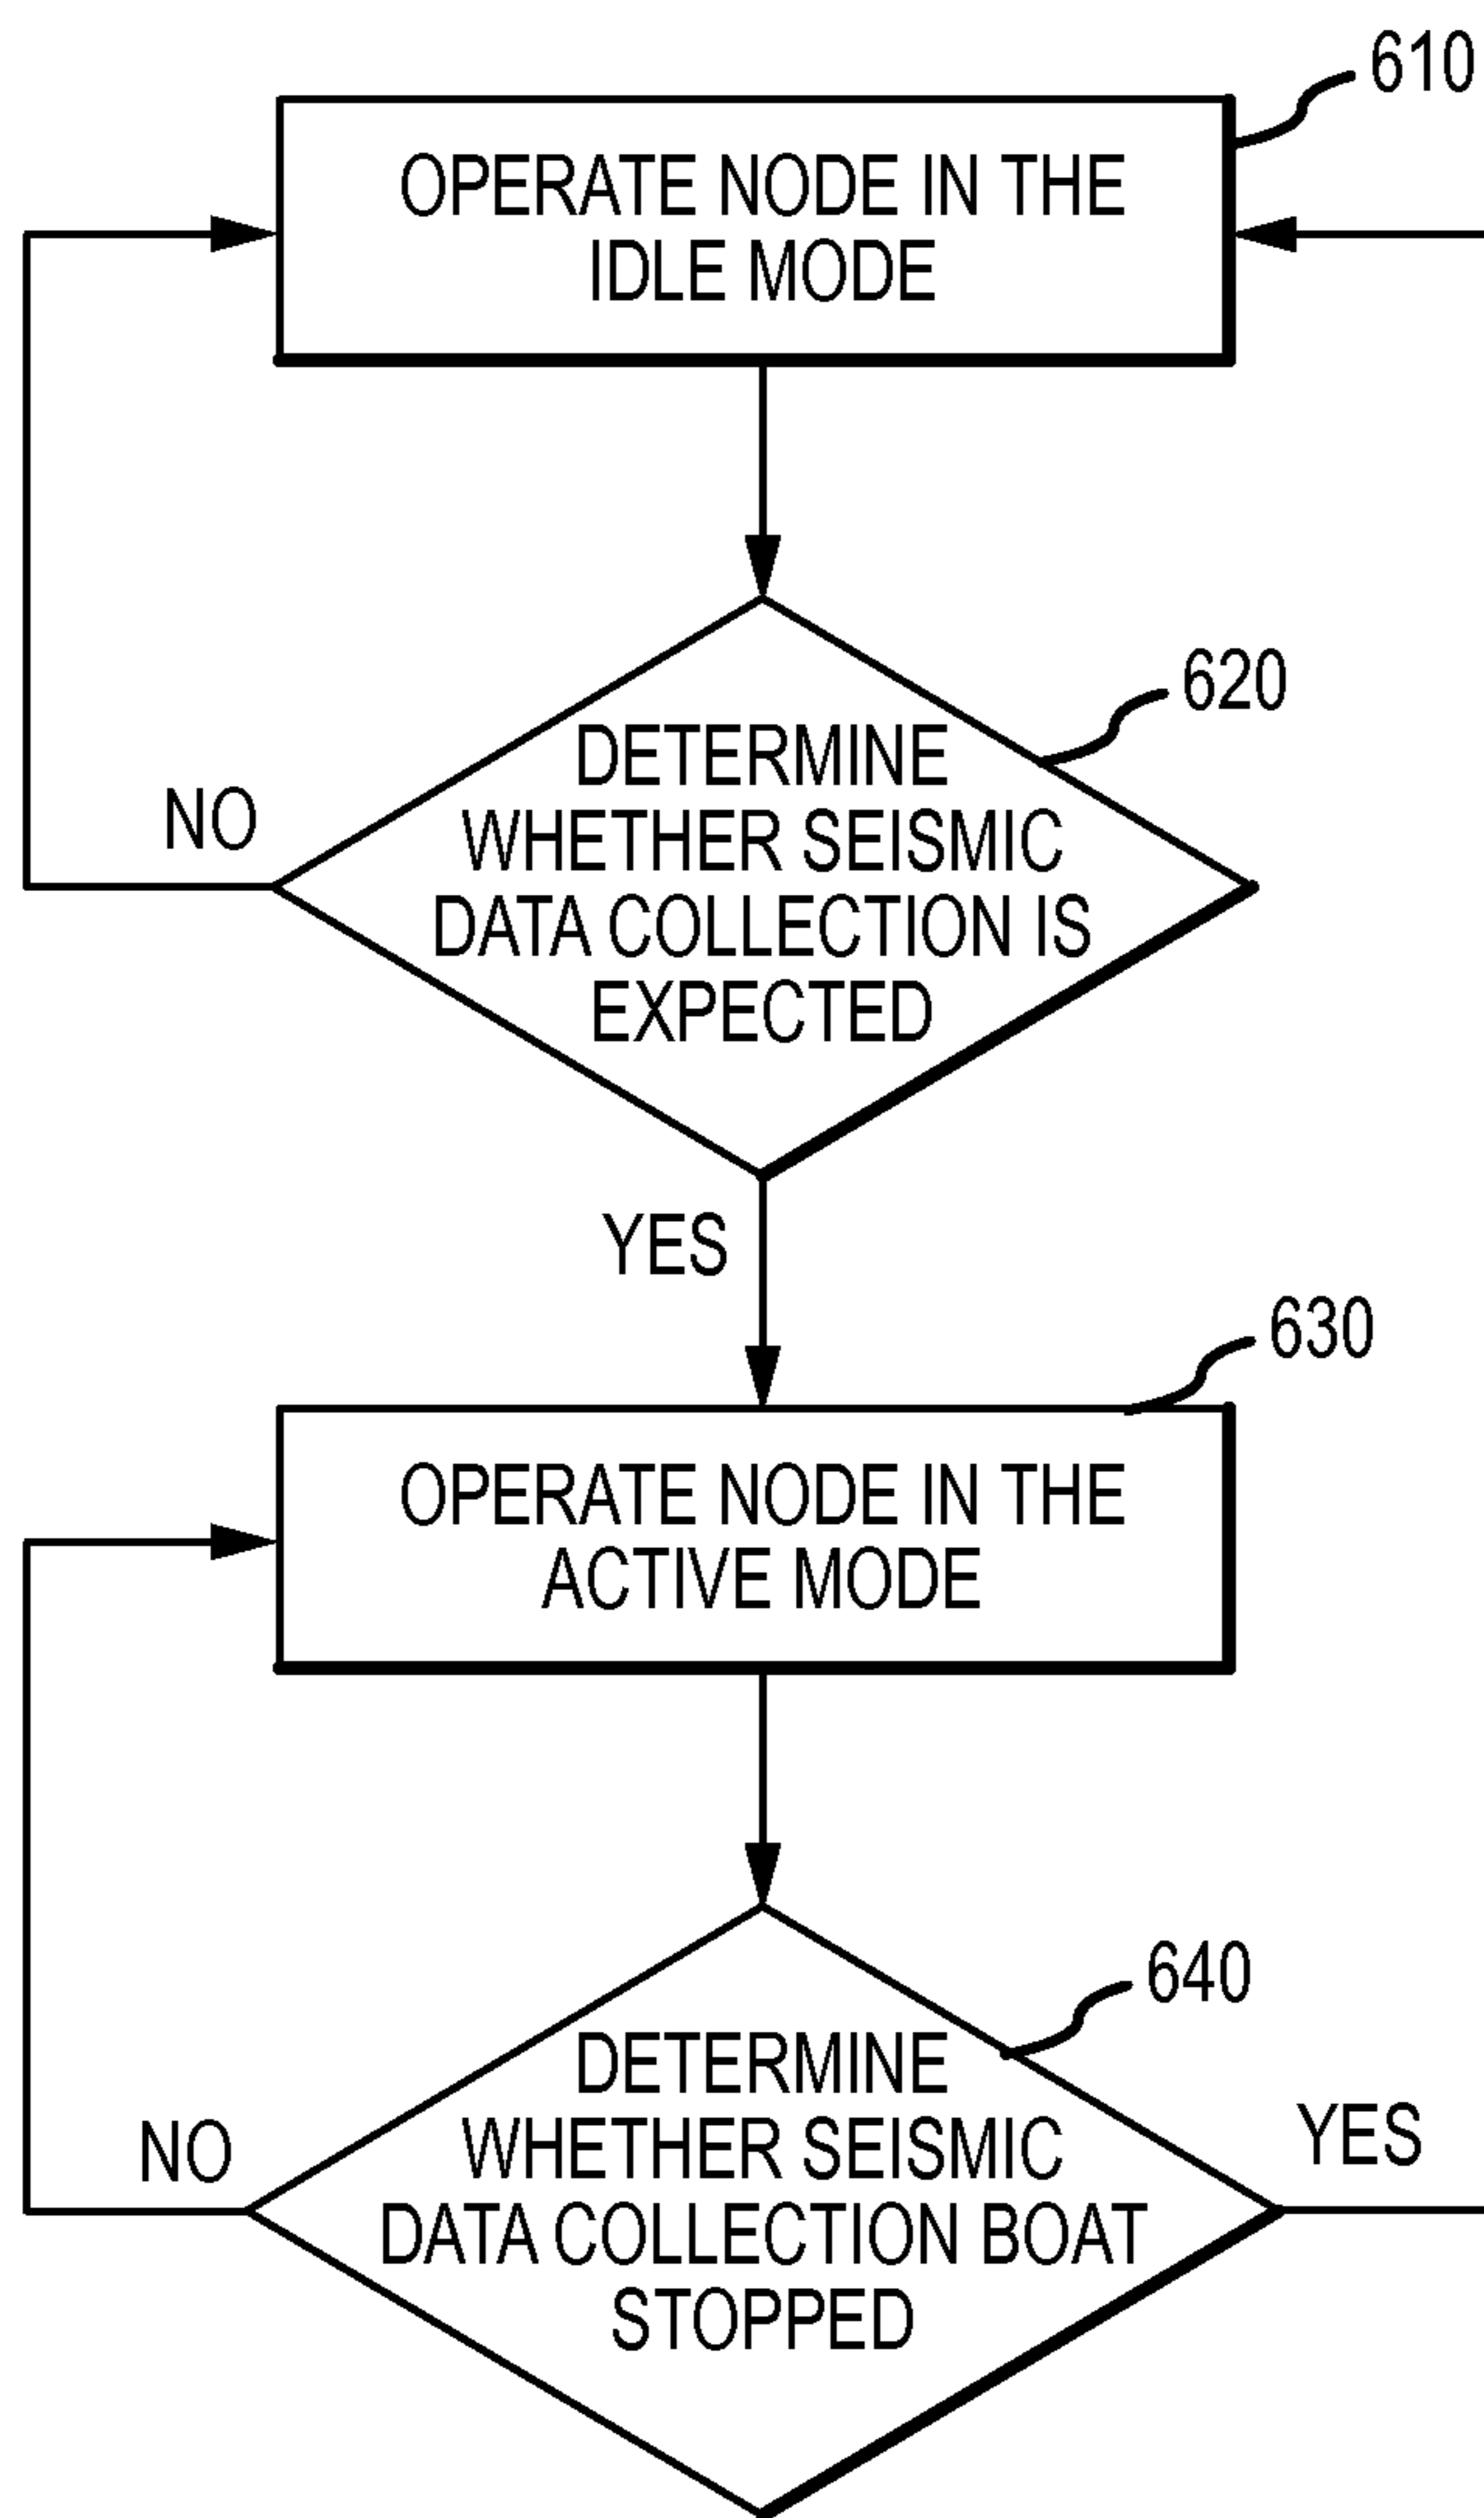 610
OPERATE NODE IN THE
IDLE MODE
620
DETERMINE
WHETHER SEISMIC
DATA COLLECTION IS
EXPECTED
NO
YES
630
OPERATE NODE IN THE
ACTIVE MODE
640
DETERMINE
WHETHER SEISMIC
DATA COLLECTION BOAT
STOPPED
NO
YES